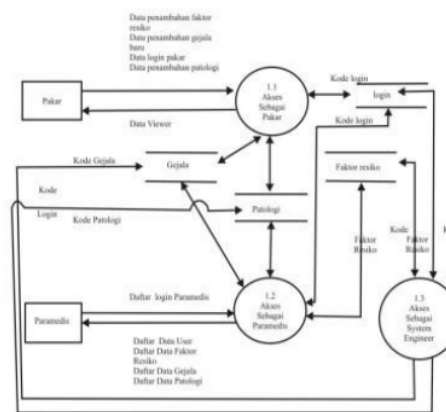 Data penambahan faktor
resiko
Data penambahan gejala
baru
Data login pakar
Data penambahan patologi
Pakar
1.1
Akses
Sebagai
Pakar
Kode login
login
Kode login
Data Viewer
Kode Gejala
Gejala
Faktor resiko
Kode
Login
Kode Patologi
Patologi
Faktor
Resiko
Kode
Faktor
Resiko
K
Paramedis
Daftar login Paramedis
1.2
Akses
Sebagai
Paramedis
1.3
Akses
Sebagai
System
Engineer
Daftar Data User
Daftar Data Faktor
Resiko
Daftar Data Gejala
Daftar Data Patologi